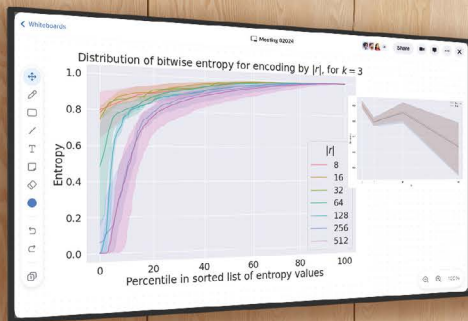 Whiteboards
Meeting 02024
Share
Distribution of bitwise entropy for encoding by |r|, for k = 3
1.0
0.8
0.6
0.4
0.2
0.0
Entropy
0
20
40
60
80
100
Percentile in sorted list of entropy values
|r|
8
16
32
64
128
256
512
T